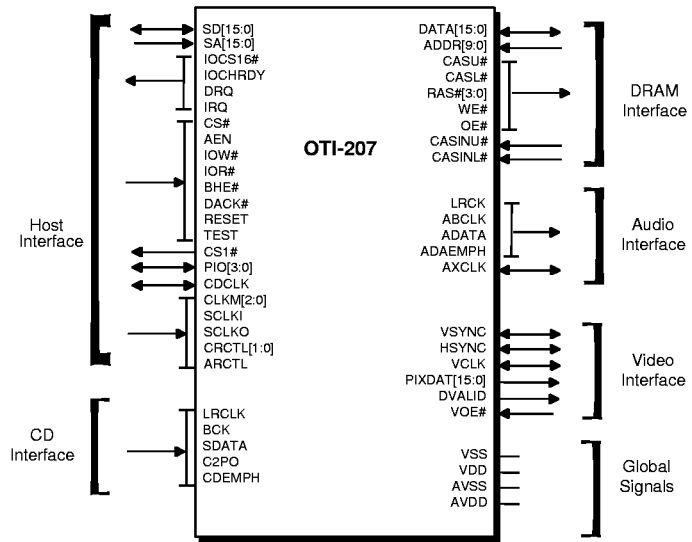 OTI-207
Host
Interface
SD[15:0]
SA[15:0]
IOCS16#
IOCHRDY
DRQ
IRQ
CS#
AEN
IOW#
IOR#
BHE#
DACK#
RESET
TEST
CS1#
PIO[3:0]
CDCLK
CLKM[2:0]
SCLKI
SCLKO
CRCTL[1:0]
ARCTL
CD
Interface
LRCLK
BCK
SDATA
C2PO
CDEMPH
DATA[15:0]
ADDR[9:0]
CASU#
CASL#
RAS#[3:0]
WE#
OE#
CASINU#
CASINL#
DRAM
Interface
LRCK
ABCLK
ADATA
ADAEMPH
AXCLK
Audio
Interface
VSYNC
HSYNC
VCLK
PIXDAT[15:0]
DVALID
VOE#
Video
Interface
VSS
VDD
AVSS
AVDD
Global
Signals